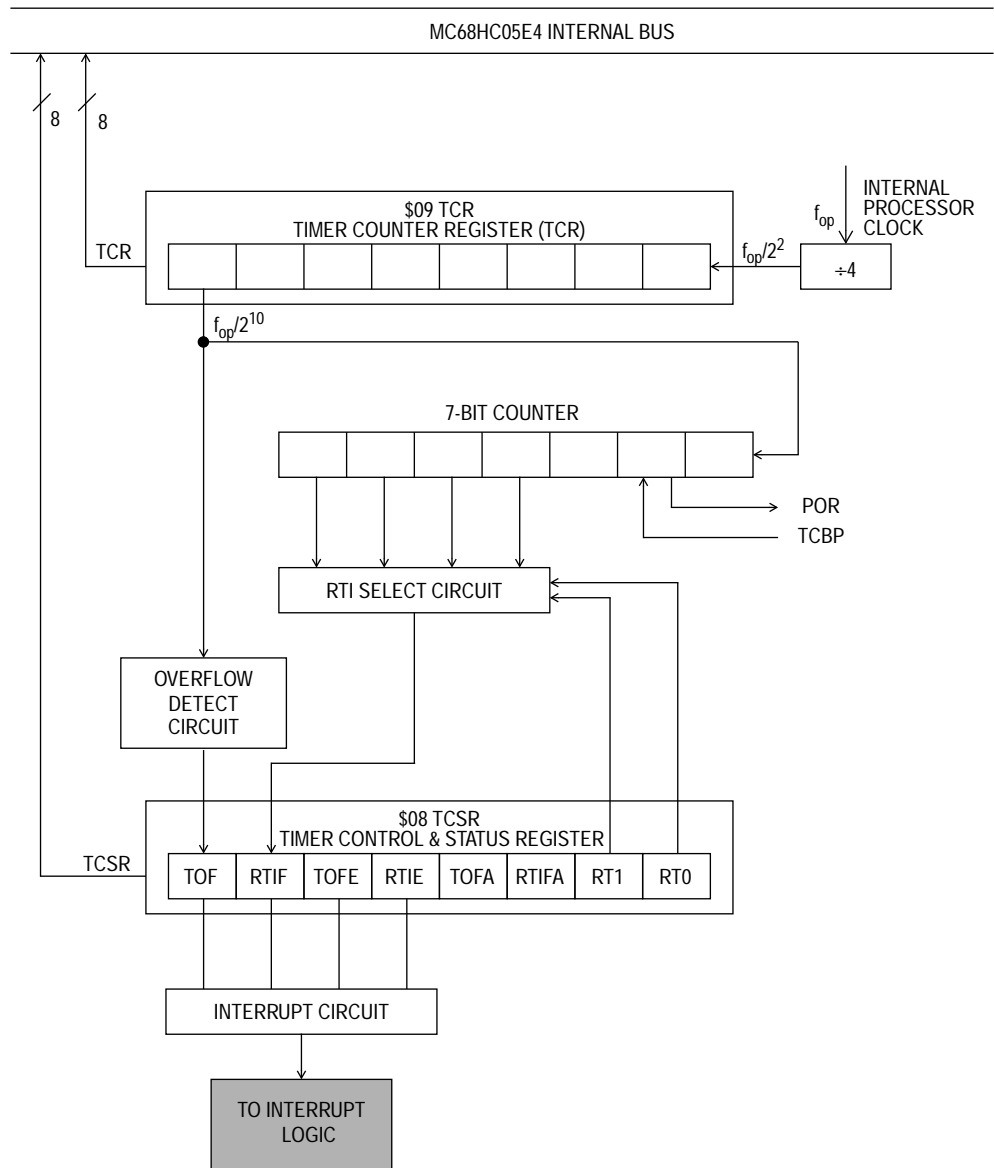 MC68HC05E4 INTERNAL BUS
8
8
INTERNAL
PROCESSOR
CLOCK
f_op
$09 TCR
TIMER COUNTER REGISTER (TCR)
TCR
f_op/2^2
÷4
f_op/2^10
7-BIT COUNTER
POR
TCBP
RTI SELECT CIRCUIT
OVERFLOW
DETECT
CIRCUIT
$08 TCSR
TIMER CONTROL & STATUS REGISTER
TCSR
TOF RTIF TOFE RTIE TOFA RTIFA RT1 RT0
INTERRUPT CIRCUIT
TO INTERRUPT
LOGIC